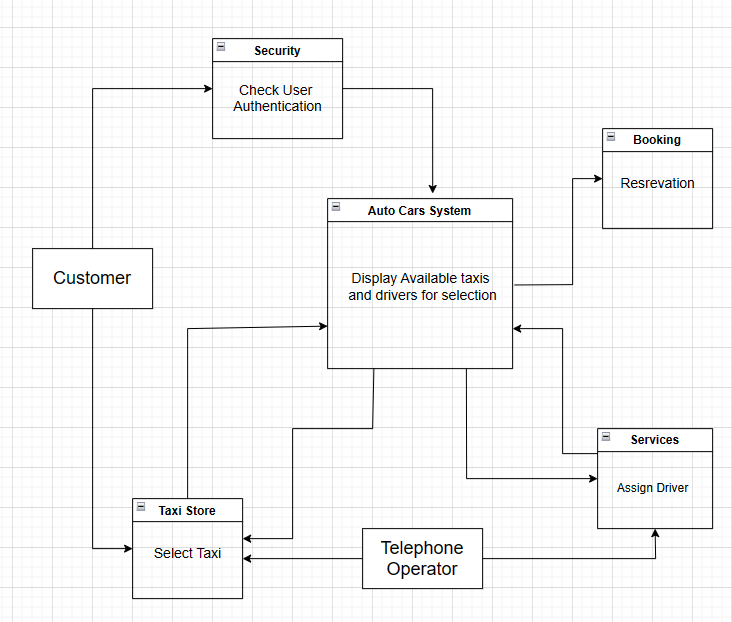 Security
Check User
Authentication
Booking
Resrevation
Auto Cars System
Display Available taxis
and drivers for selection
Customer
Services
Assign Driver
Taxi Store
Select Taxi
Telephone
Operator